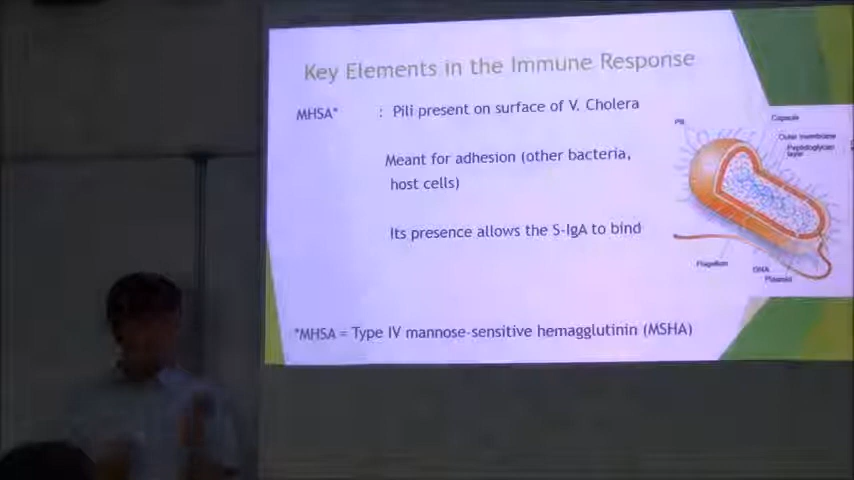 Key Elements in the Immune Response
MHSA* : Pili present on surface of V. Cholera
Meant for adhesion (other bacteria,
host cells)
Its presence allows the S-IgA to bind
*MHSA = Type IV mannose-sensitive hemagglutinin (MSHA)
Pili
Capsule
Outer membrane
Peptidoglycan
layer
Flagellum
DNA
Plasmid